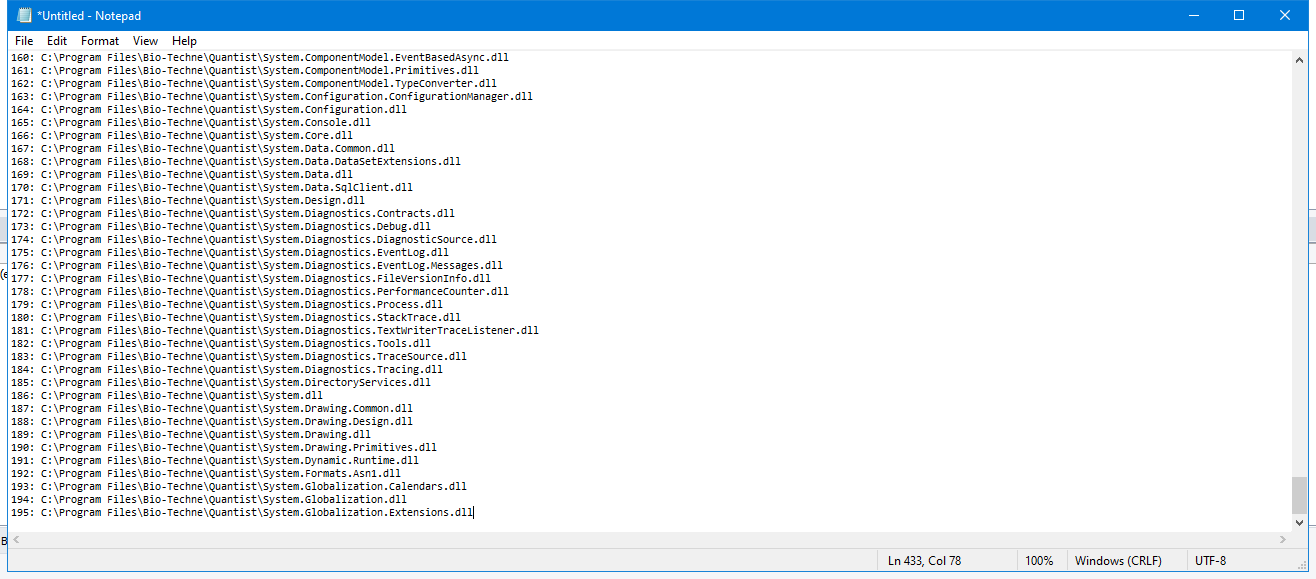 *Untitled - Notepad
File Edit Format View Help
160: C:\Program Files\Bio-Techne\Quantist\System.ComponentModel.EventBasedAsync.dll
161: C:\Program Files\Bio-Techne\Quantist\System.ComponentModel.Primitives.dll
162: C:\Program Files\Bio-Techne\Quantist\System.ComponentModel.TypeConverter.dll
163: C:\Program Files\Bio-Techne\Quantist\System.Configuration.ConfigurationManager.dll
164: C:\Program Files\Bio-Techne\Quantist\System.Configuration.dll
165: C:\Program Files\Bio-Techne\Quantist\System.Console.dll
166: C:\Program Files\Bio-Techne\Quantist\System.Core.dll
167: C:\Program Files\Bio-Techne\Quantist\System.Data.Common.dll
168: C:\Program Files\Bio-Techne\Quantist\System.Data.DataSetExtensions.dll
169: C:\Program Files\Bio-Techne\Quantist\System.Data.dll
170: C:\Program Files\Bio-Techne\Quantist\System.Data.SqlClient.dll
171: C:\Program Files\Bio-Techne\Quantist\System.Design.dll
172: C:\Program Files\Bio-Techne\Quantist\System.Diagnostics.Contracts.dll
173: C:\Program Files\Bio-Techne\Quantist\System.Diagnostics.Debug.dll
174: C:\Program Files\Bio-Techne\Quantist\System.Diagnostics.DiagnosticSource.dll
175: C:\Program Files\Bio-Techne\Quantist\System.Diagnostics.EventLog.dll
176: C:\Program Files\Bio-Techne\Quantist\System.Diagnostics.EventLog.Messages.dll
177: C:\Program Files\Bio-Techne\Quantist\System.Diagnostics.FileVersionInfo.dll
178: C:\Program Files\Bio-Techne\Quantist\System.Diagnostics.PerformanceCounter.dll
179: C:\Program Files\Bio-Techne\Quantist\System.Diagnostics.Process.dll
180: C:\Program Files\Bio-Techne\Quantist\System.Diagnostics.StackTrace.dll
181: C:\Program Files\Bio-Techne\Quantist\System.Diagnostics.TextWriterTraceListener.dll
182: C:\Program Files\Bio-Techne\Quantist\System.Diagnostics.Tools.dll
183: C:\Program Files\Bio-Techne\Quantist\System.Diagnostics.TraceSource.dll
184: C:\Program Files\Bio-Techne\Quantist\System.Diagnostics.Tracing.dll
185: C:\Program Files\Bio-Techne\Quantist\System.DirectoryServices.dll
186: C:\Program Files\Bio-Techne\Quantist\System.dll
187: C:\Program Files\Bio-Techne\Quantist\System.Drawing.Common.dll
188: C:\Program Files\Bio-Techne\Quantist\System.Drawing.Design.dll
189: C:\Program Files\Bio-Techne\Quantist\System.Drawing.dll
190: C:\Program Files\Bio-Techne\Quantist\System.Drawing.Primitives.dll
191: C:\Program Files\Bio-Techne\Quantist\System.Dynamic.Runtime.dll
192: C:\Program Files\Bio-Techne\Quantist\System.Formats.Asn1.dll
193: C:\Program Files\Bio-Techne\Quantist\System.Globalization.Calendars.dll
194: C:\Program Files\Bio-Techne\Quantist\System.Globalization.dll
195: C:\Program Files\Bio-Techne\Quantist\System.Globalization.Extensions.dll
Ln 433, Col 78 100% Windows (CRLF) UTF-8